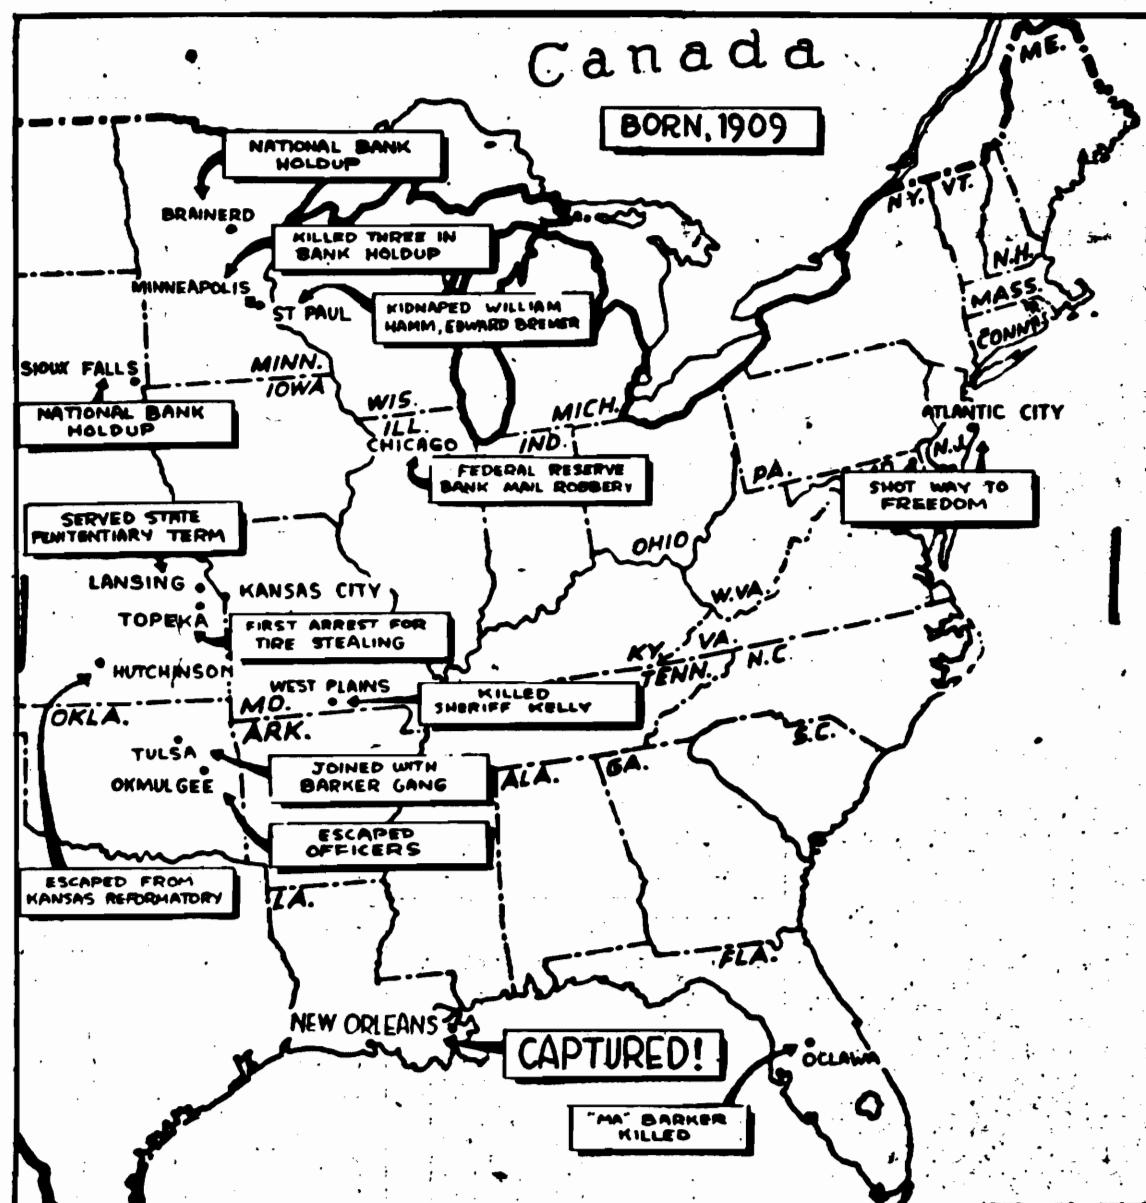 Canada
ME.
BORN, 1909
NATIONAL BANK
HOLDUP
BRAINERD
N.Y. VT.
KILLED THREE IN
BANK HOLDUP
N.H.
MINNEAPOLIS
MASS.
ST PAUL
KIDNAPED WILLIAM
HAMM, EDWARD BREMER
CONN.
SIOUX FALLS
MINN.
IOWA
NATIONAL BANK
HOLDUP
WIS.
ILL.
MICH.
IND.
CHICAGO
ATLANTIC CITY
N.J.
FEDERAL RESERVE
BANK MAIL ROBBERY
PA.
SHOT WAY TO
FREEDOM
SERVED STATE
PENITENTIARY TERM
OHIO
LANSING
KANSAS CITY
W.VA.
TOPEKA
FIRST ARREST FOR
TIRE STEALING
KY.
VA.
TENN.
N.C
HUTCHINSON
WEST PLAINS
KILLED
SHERIFF KELLY
OKLA.
MO.
ARK.
S.C.
TULSA
JOINED WITH
BARKER GANG
ALA.
GA.
OKMULGEE
ESCAPED
OFFICERS
ESCAPED FROM
KANSAS REFORMATORY
LA.
FLA.
NEW ORLEANS
CAPTURED!
OCLAWA
"MA" BARKER
KILLED